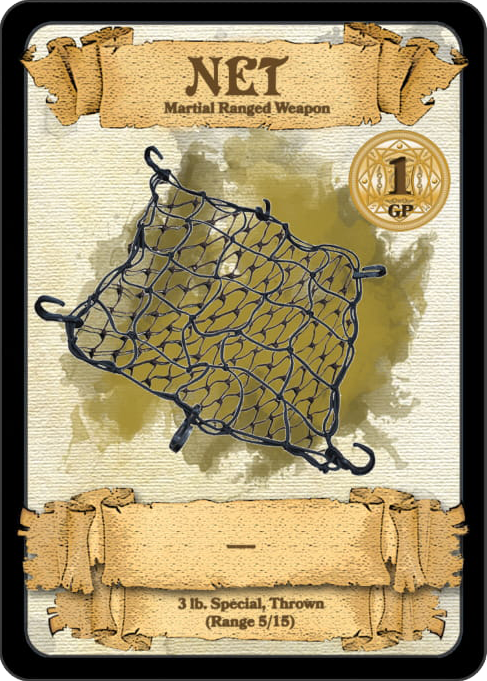 NET
Martial Ranged Weapon
1
GP
—
3 lb. Special, Thrown
(Range 5/15)